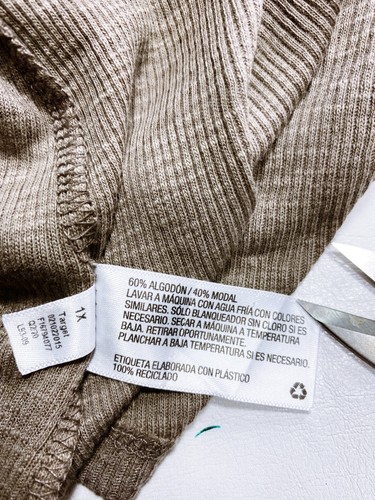 60% ALGODÓN / 40% MODAL
LAVAR A MÁQUINA CON AGUA FRÍA CON COLORES
SIMILARES. SÓLO BLANQUEADOR SIN CLORO SI ES
NECESARIO. SECAR A MÁQUINA A TEMPERATURA
BAJA. RETIRAR OPORTUNAMENTE.
PLANCHAR A BAJA TEMPERATURA SI ES NECESARIO.
ETIQUETA ELABORADA CON PLÁSTICO
100% RECICLADO
1X
Target
021022015